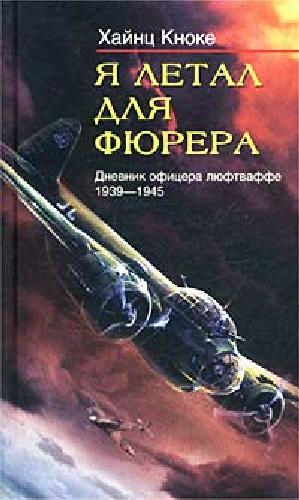 Хайнц Кноке
Я ЛЕТАЛ
ДЛЯ
ФЮРЕРА
Дневник офицера люфтваффе
1939—1945